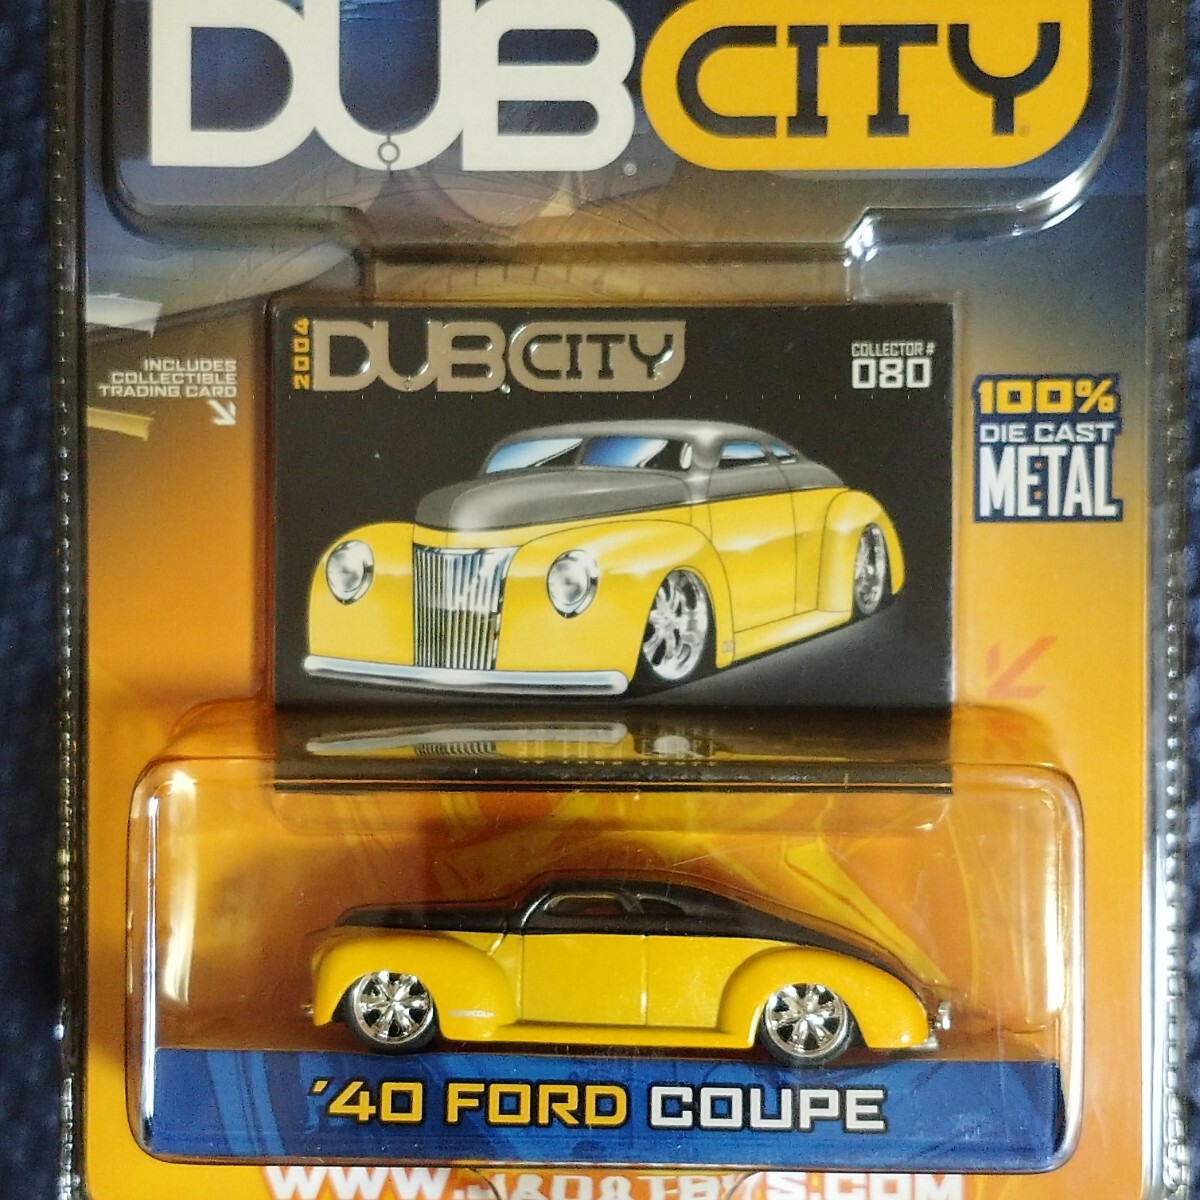 DUB CITY
2004 DUB CITY
COLLECTOR #
080
INCLUDES
COLLECTIBLE
TRADING CARD
100%
DIE CAST
METAL
'40 FORD COUPE